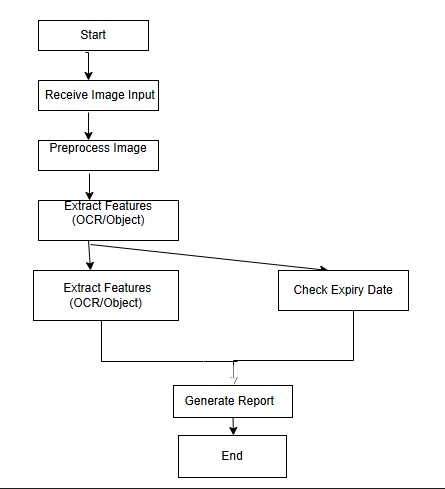 Start
Receive Image Input
Preprocess Image
Extract Features
(OCR/Object)
Extract Features
(OCR/Object)
Check Expiry Date
Generate Report
End